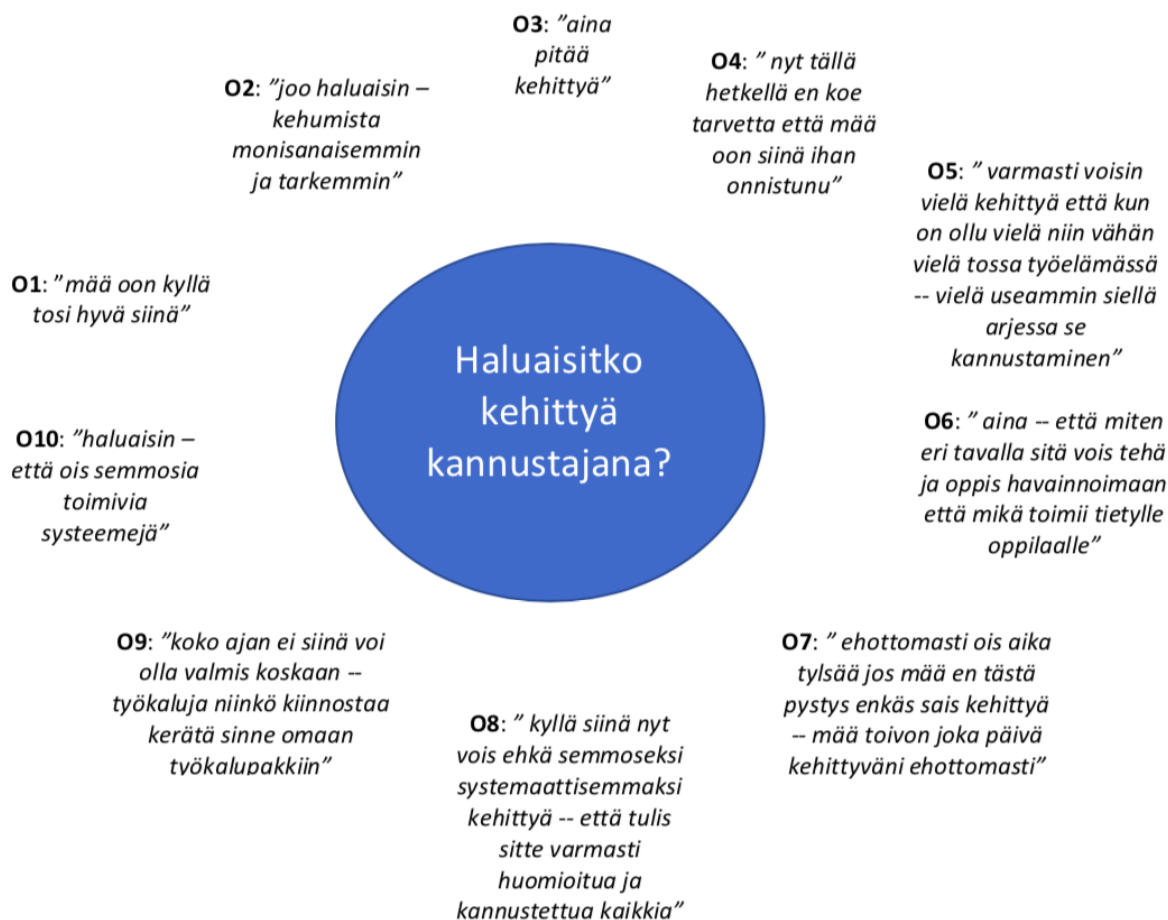 Haluaisitko
kehittyä
kannustajana?
O1: ”mää oon kyllä
tosi hyvä siinä”
O2: ”joo haluaisin –
kehumista
monisanaisemmin
ja tarkemmin”
O3: ”aina
pitää
kehittyä”
O4: ” nyt tällä
hetkellä en koe
tarvetta että mää
oon siinä ihan
onnistunu”
O5: ” varmasti voisin
vielä kehittyä että kun
on ollu vielä niin vähän
vielä tossa työelämässä
-- vielä useammin siellä
arjessa se
kannustaminen”
O6: ” aina -- että miten
eri tavalla sitä vois tehä
ja oppis havainnoimaan
että mikä toimii tietylle
oppilaalle”
O7: ” ehottomasti ois aika
tylsää jos mää en tästä
pystys enkäs sais kehittyä
-- mää toivon joka päivä
kehittyväni ehottomasti”
O8: ” kyllä siinä nyt
vois ehkä semmoseksi
systemaattisemmaksi
kehittyä -- että tulis
sitte varmasti
huomioitua ja
kannustettua kaikkia”
O9: ”koko ajan ei siinä voi
olla valmis koskaan --
työkaluja niinkö kiinnostaa
kerätä sinne omaan
työkalupakkiin”
O10: ”haluaisin –
että ois semmosia
toimivia
systeemejä”